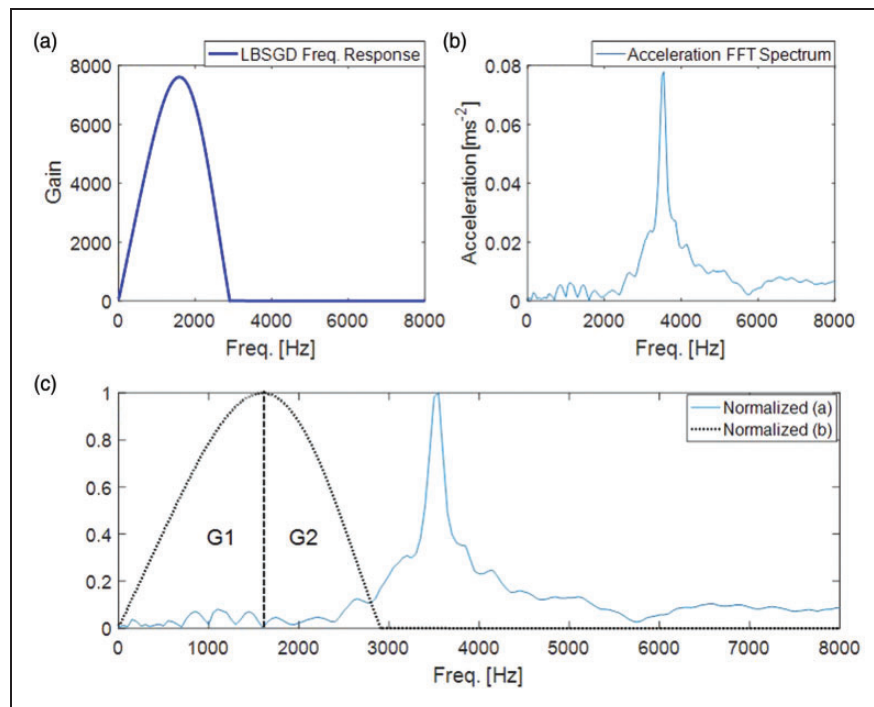 (a)
LBSGD Freq. Response
8000
6000
4000
2000
0
Gain
0 2000 4000 6000 8000
Freq. [Hz]
(b)
Acceleration FFT Spectrum
0.08
0.06
0.04
0.02
0
Acceleration [ms⁻²]
0 2000 4000 6000 8000
Freq. [Hz]
(c)
Normalized (a)
Normalized (b)
1
0.8
0.6
0.4
0.2
0
G1 G2
0 1000 2000 3000 4000 5000 6000 7000 8000
Freq. [Hz]